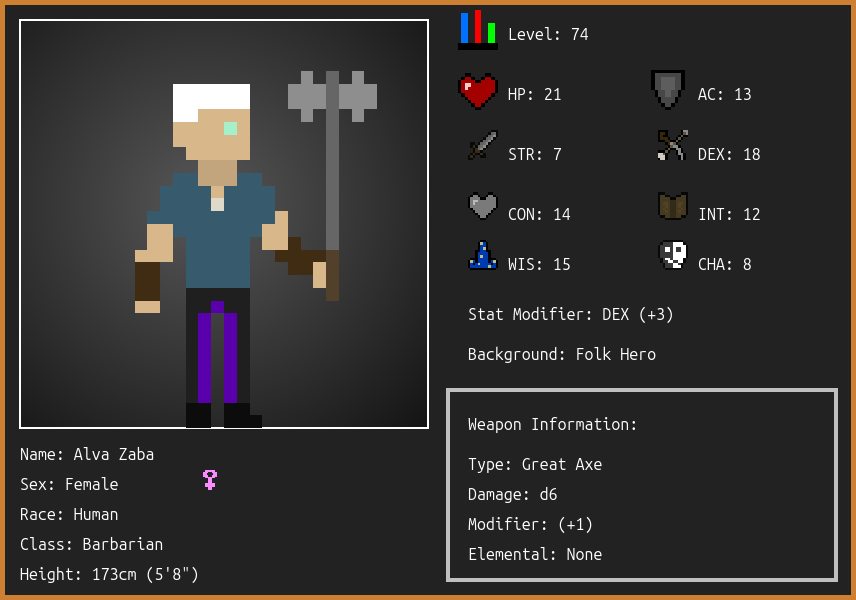 Level: 74
HP: 21
AC: 13
STR: 7
DEX: 18
CON: 14
INT: 12
WIS: 15
CHA: 8
Stat Modifier: DEX (+3)
Background: Folk Hero
Weapon Information:
Type: Great Axe
Damage: d6
Modifier: (+1)
Elemental: None
Name: Alva Zaba
Sex: Female
Race: Human
Class: Barbarian
Height: 173cm (5'8")